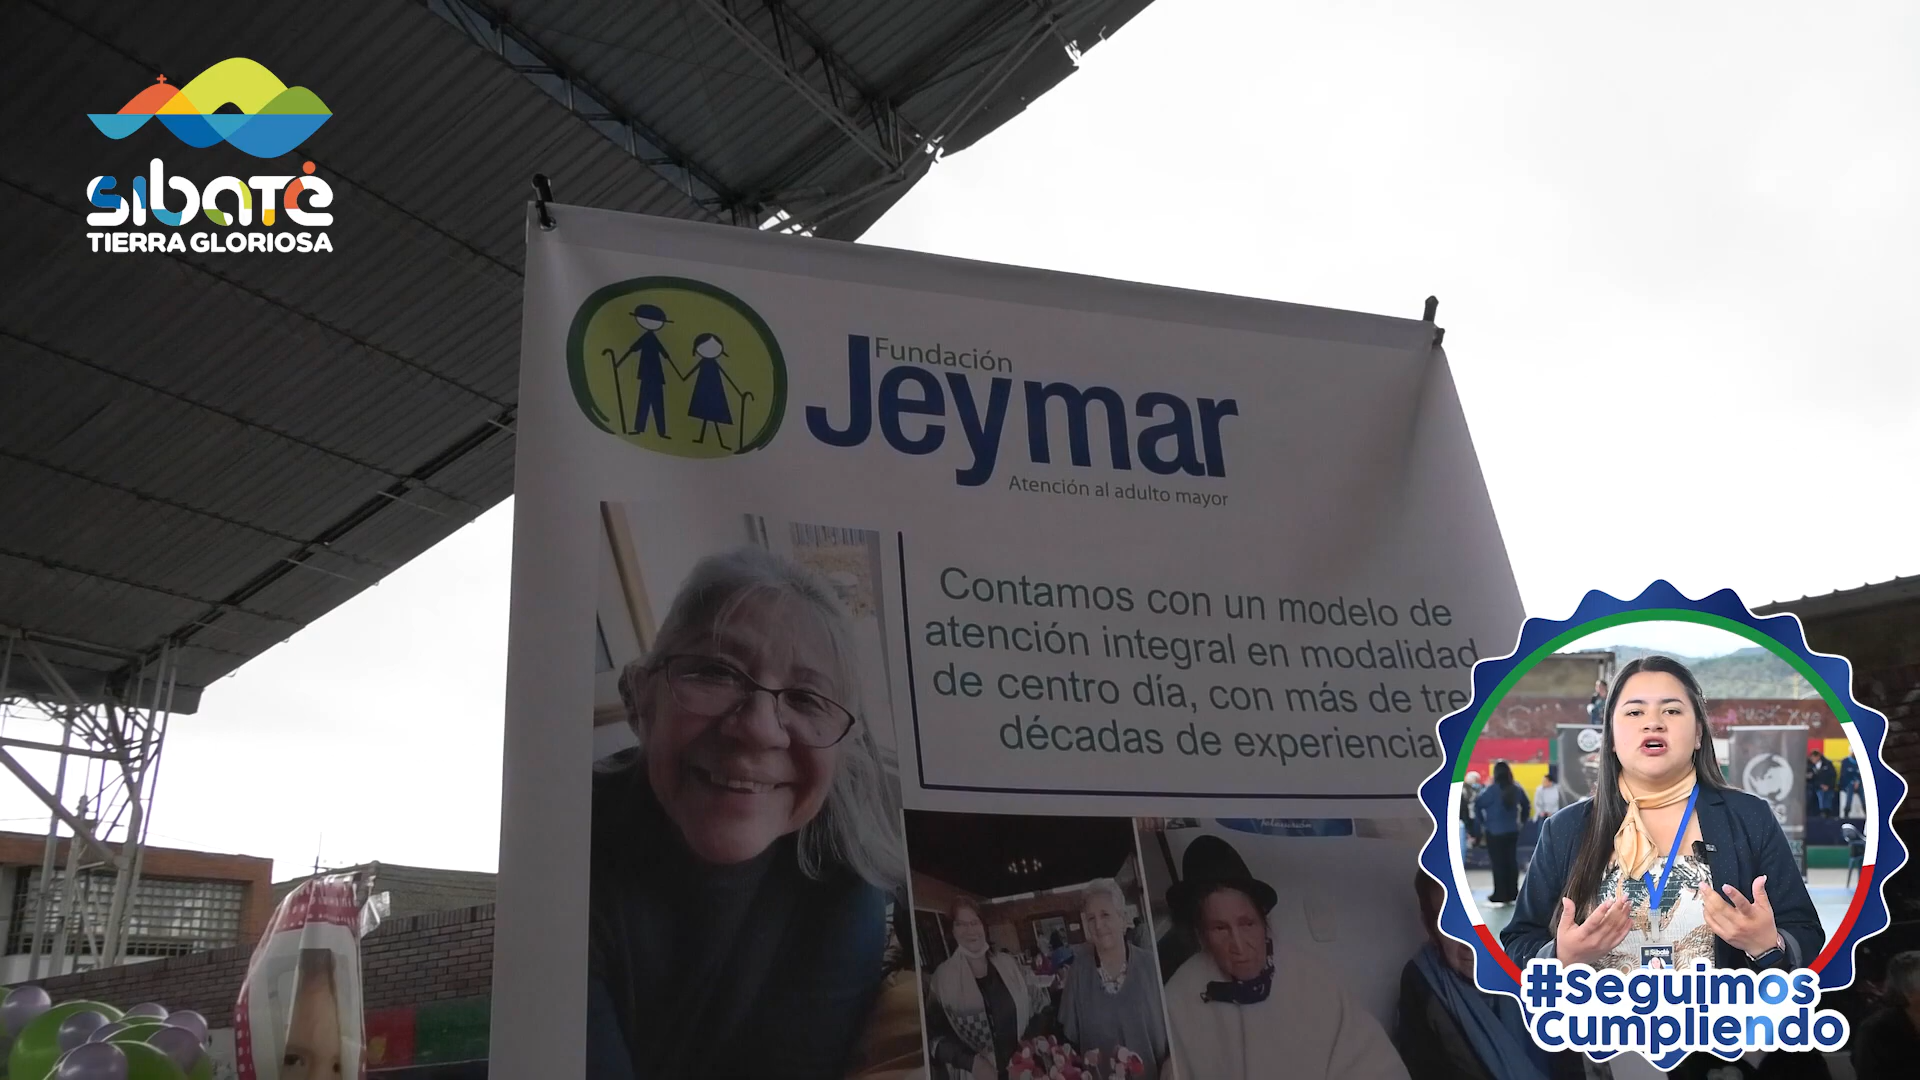 sibaté
TIERRA GLORIOSA
Fundación
Jeymar
Atención al adulto mayor
Contamos con un modelo de
atención integral en modalidad
de centro día, con más de
décadas de experiencia
#Seguimos
Cumpliendo